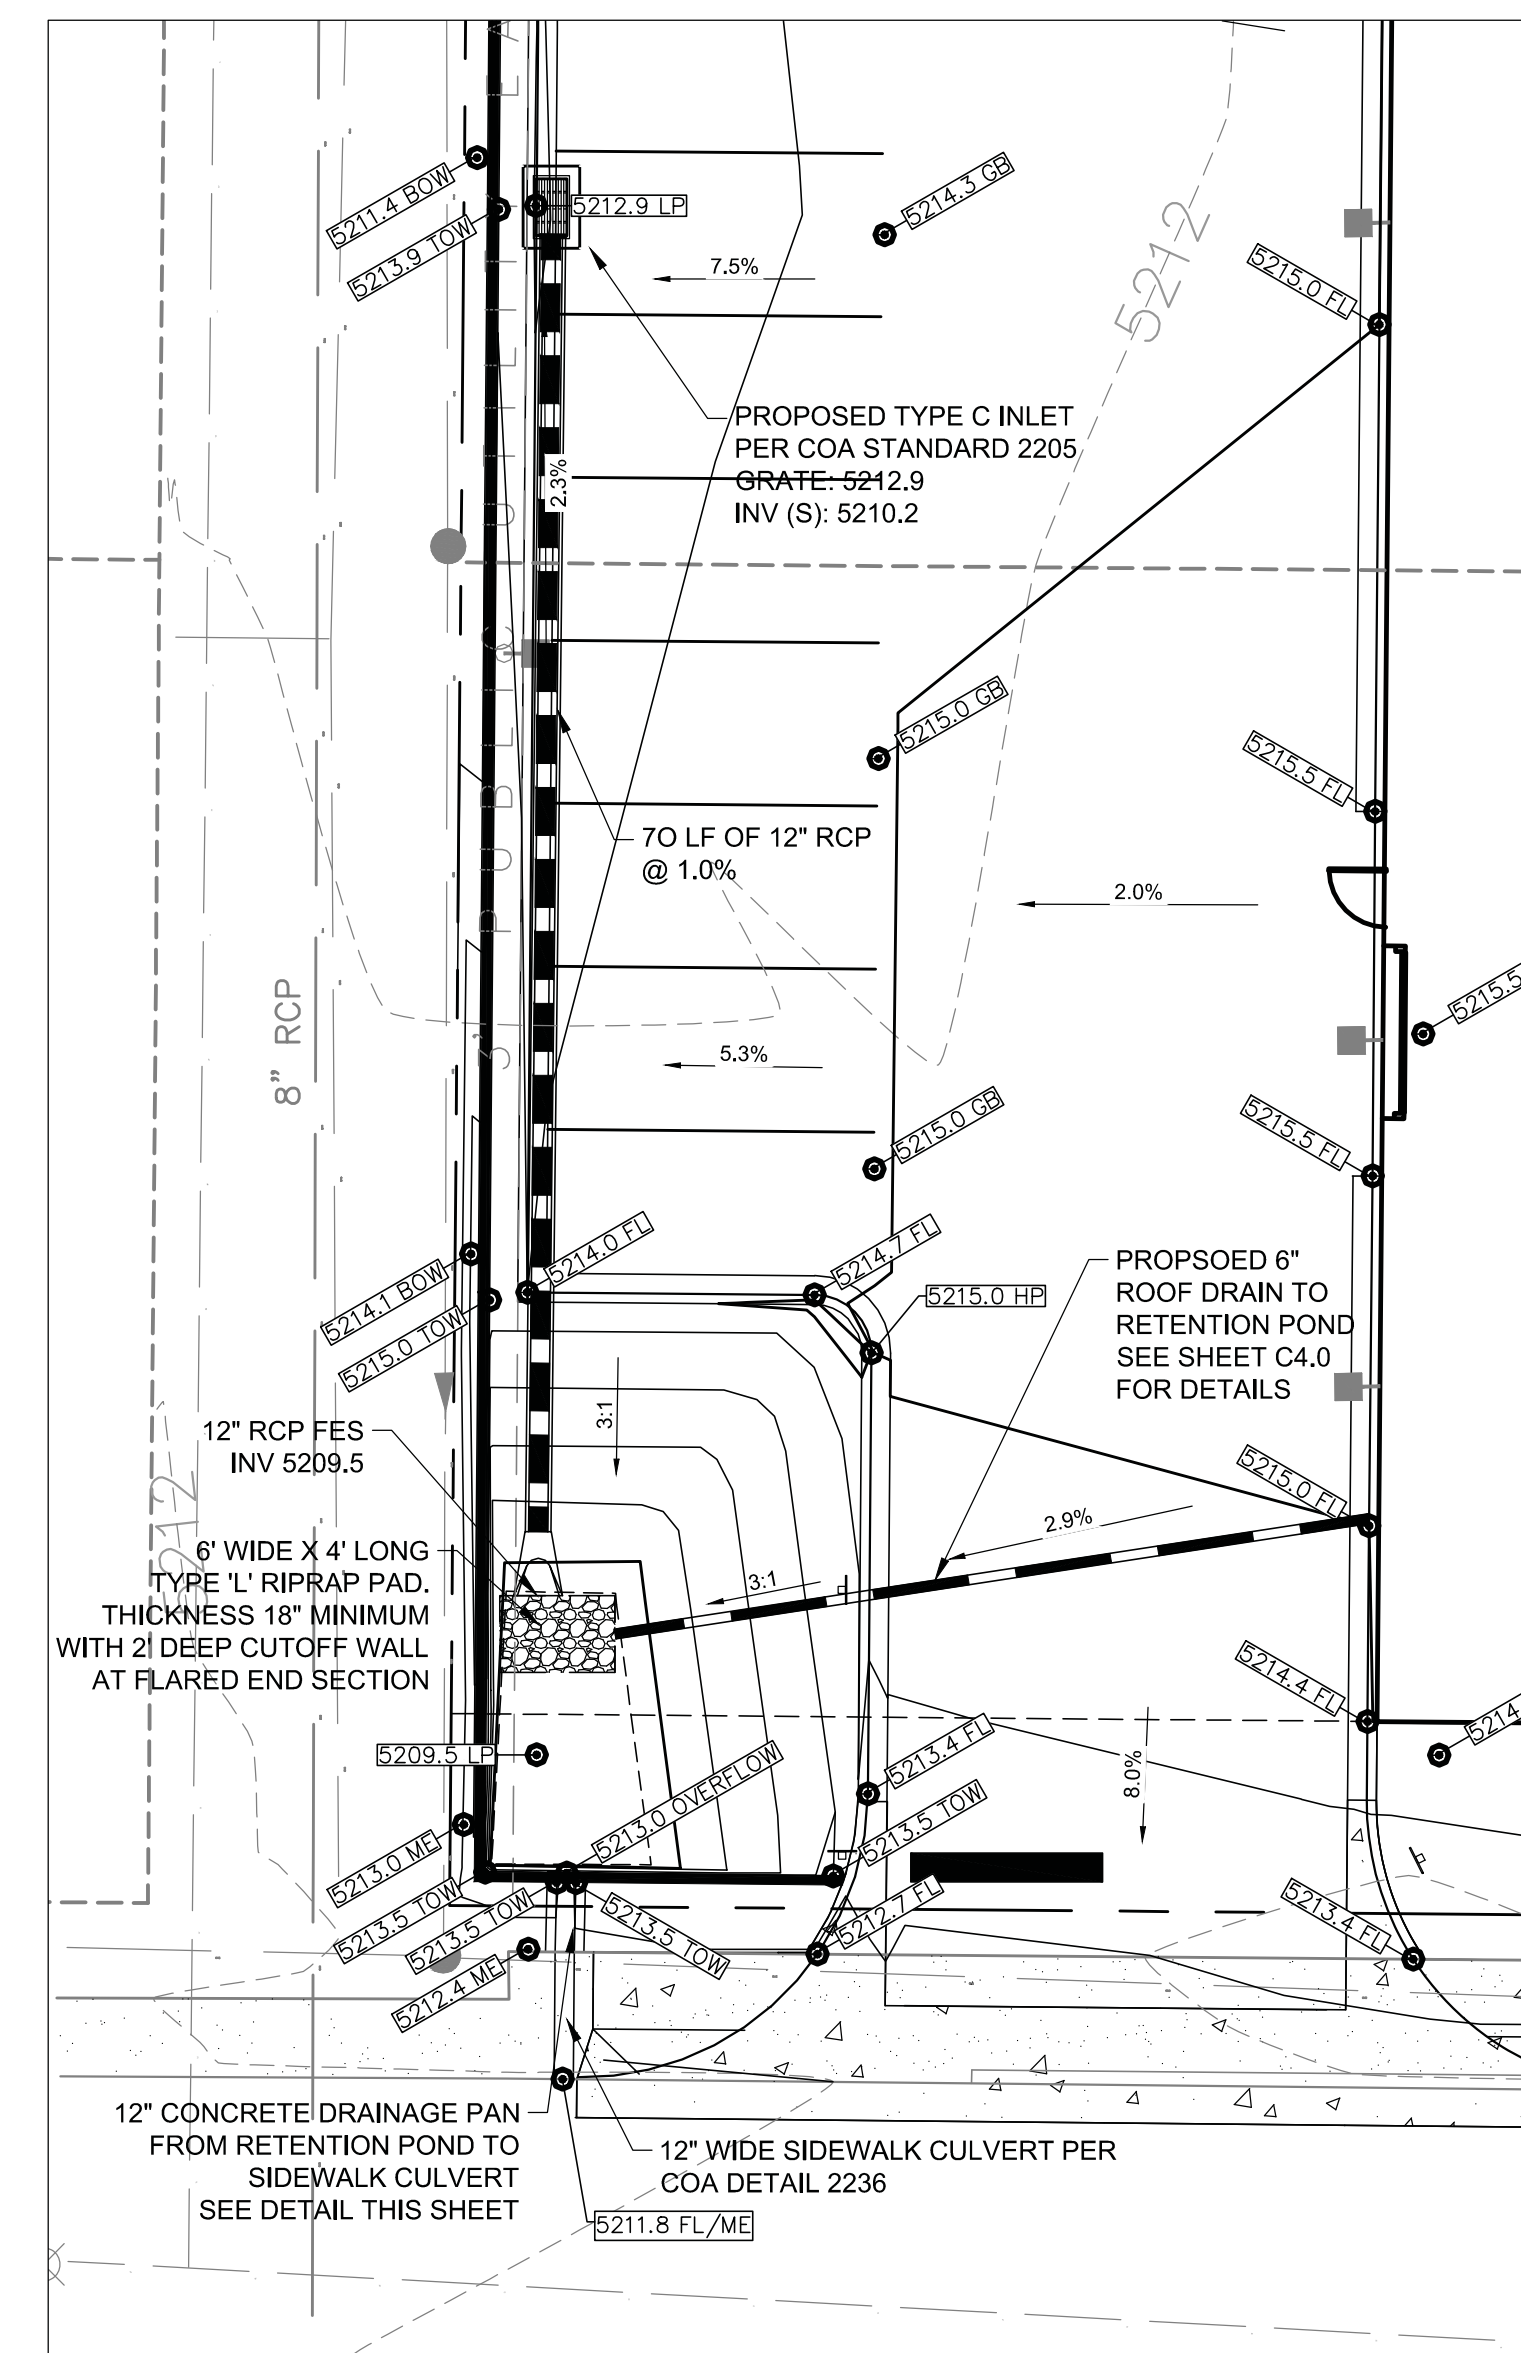 5211.4 BOW
5213.9 TOW
5212.9 LP
5214.3 GB
7.5%
5212
5215.0 FL
PROPOSED TYPE C INLET
PER COA STANDARD 2205
GRATE: 5212.9
INV (S): 5210.2
2.3%
3' PUBLIC UTILITY EA
5215.0 GB
5215.5 FL
7O LF OF 12" RCP
@ 1.0%
2.0%
8" RCP
5215.5
5.3%
5215.0 GB
5215.5 FL
5214.0 FL
5214.7 FL
5214.1 BOW
5215.0 TOW
5215.0 HP
PROPSOED 6"
ROOF DRAIN TO
RETENTION POND
SEE SHEET C4.0
FOR DETAILS
3:1
12" RCP FES
INV 5209.5
5212
5215.0 FL
2.9%
3:1
6' WIDE X 4' LONG
TYPE 'L' RIPRAP PAD.
THICKNESS 18" MINIMUM
WITH 2' DEEP CUTOFF WALL
AT FLARED END SECTION
5214.4 FL
5214.
5209.5 LP
5213.4 FL
8.0%
5213.0 OVERFLOW
5213.5 TOW
5213.0 ME
5213.5 TOW
5213.5 TOW
5213.5 TOW
5212.7 FL
5213.4 FL
5212.4 ME
12" CONCRETE DRAINAGE PAN
FROM RETENTION POND TO
SIDEWALK CULVERT
SEE DETAIL THIS SHEET
12" WIDE SIDEWALK CULVERT PER
COA DETAIL 2236
5211.8 FL/ME